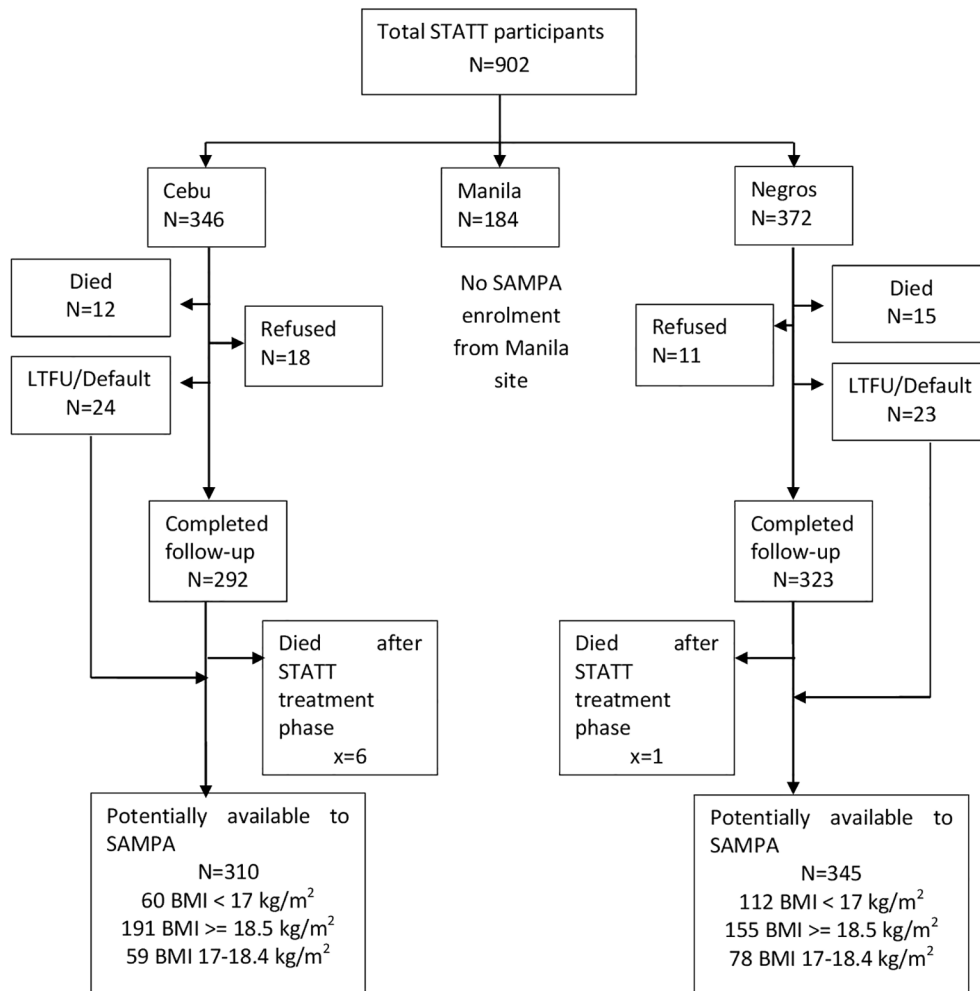 Total STATT participants
N=902
Cebu
N=346
Manila
N=184
Negros
N=372
Died
N=12
Refused
N=18
LTFU/Default
N=24
No SAMPA
enrolment
from Manila
site
Died
N=15
Refused
N=11
LTFU/Default
N=23
Completed
follow-up
N=292
Completed
follow-up
N=323
Died after
STATT
treatment
phase
x=6
Died after
STATT
treatment
phase
x=1
Potentially available to
SAMPA
N=310
60 BMI < 17 kg/m²
191 BMI >= 18.5 kg/m²
59 BMI 17-18.4 kg/m²
Potentially available to
SAMPA
N=345
112 BMI < 17 kg/m²
155 BMI >= 18.5 kg/m²
78 BMI 17-18.4 kg/m²